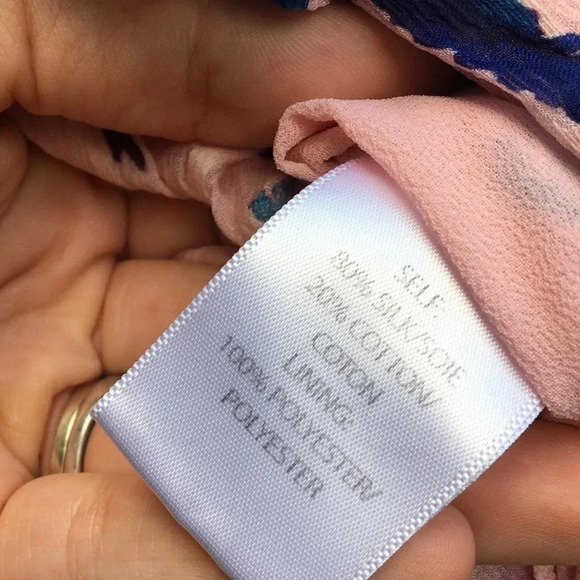 SELF:
80% SILK/SOIE
20% COTTON/
COTON
LINING:
100% POLYESTER/
POLYESTER